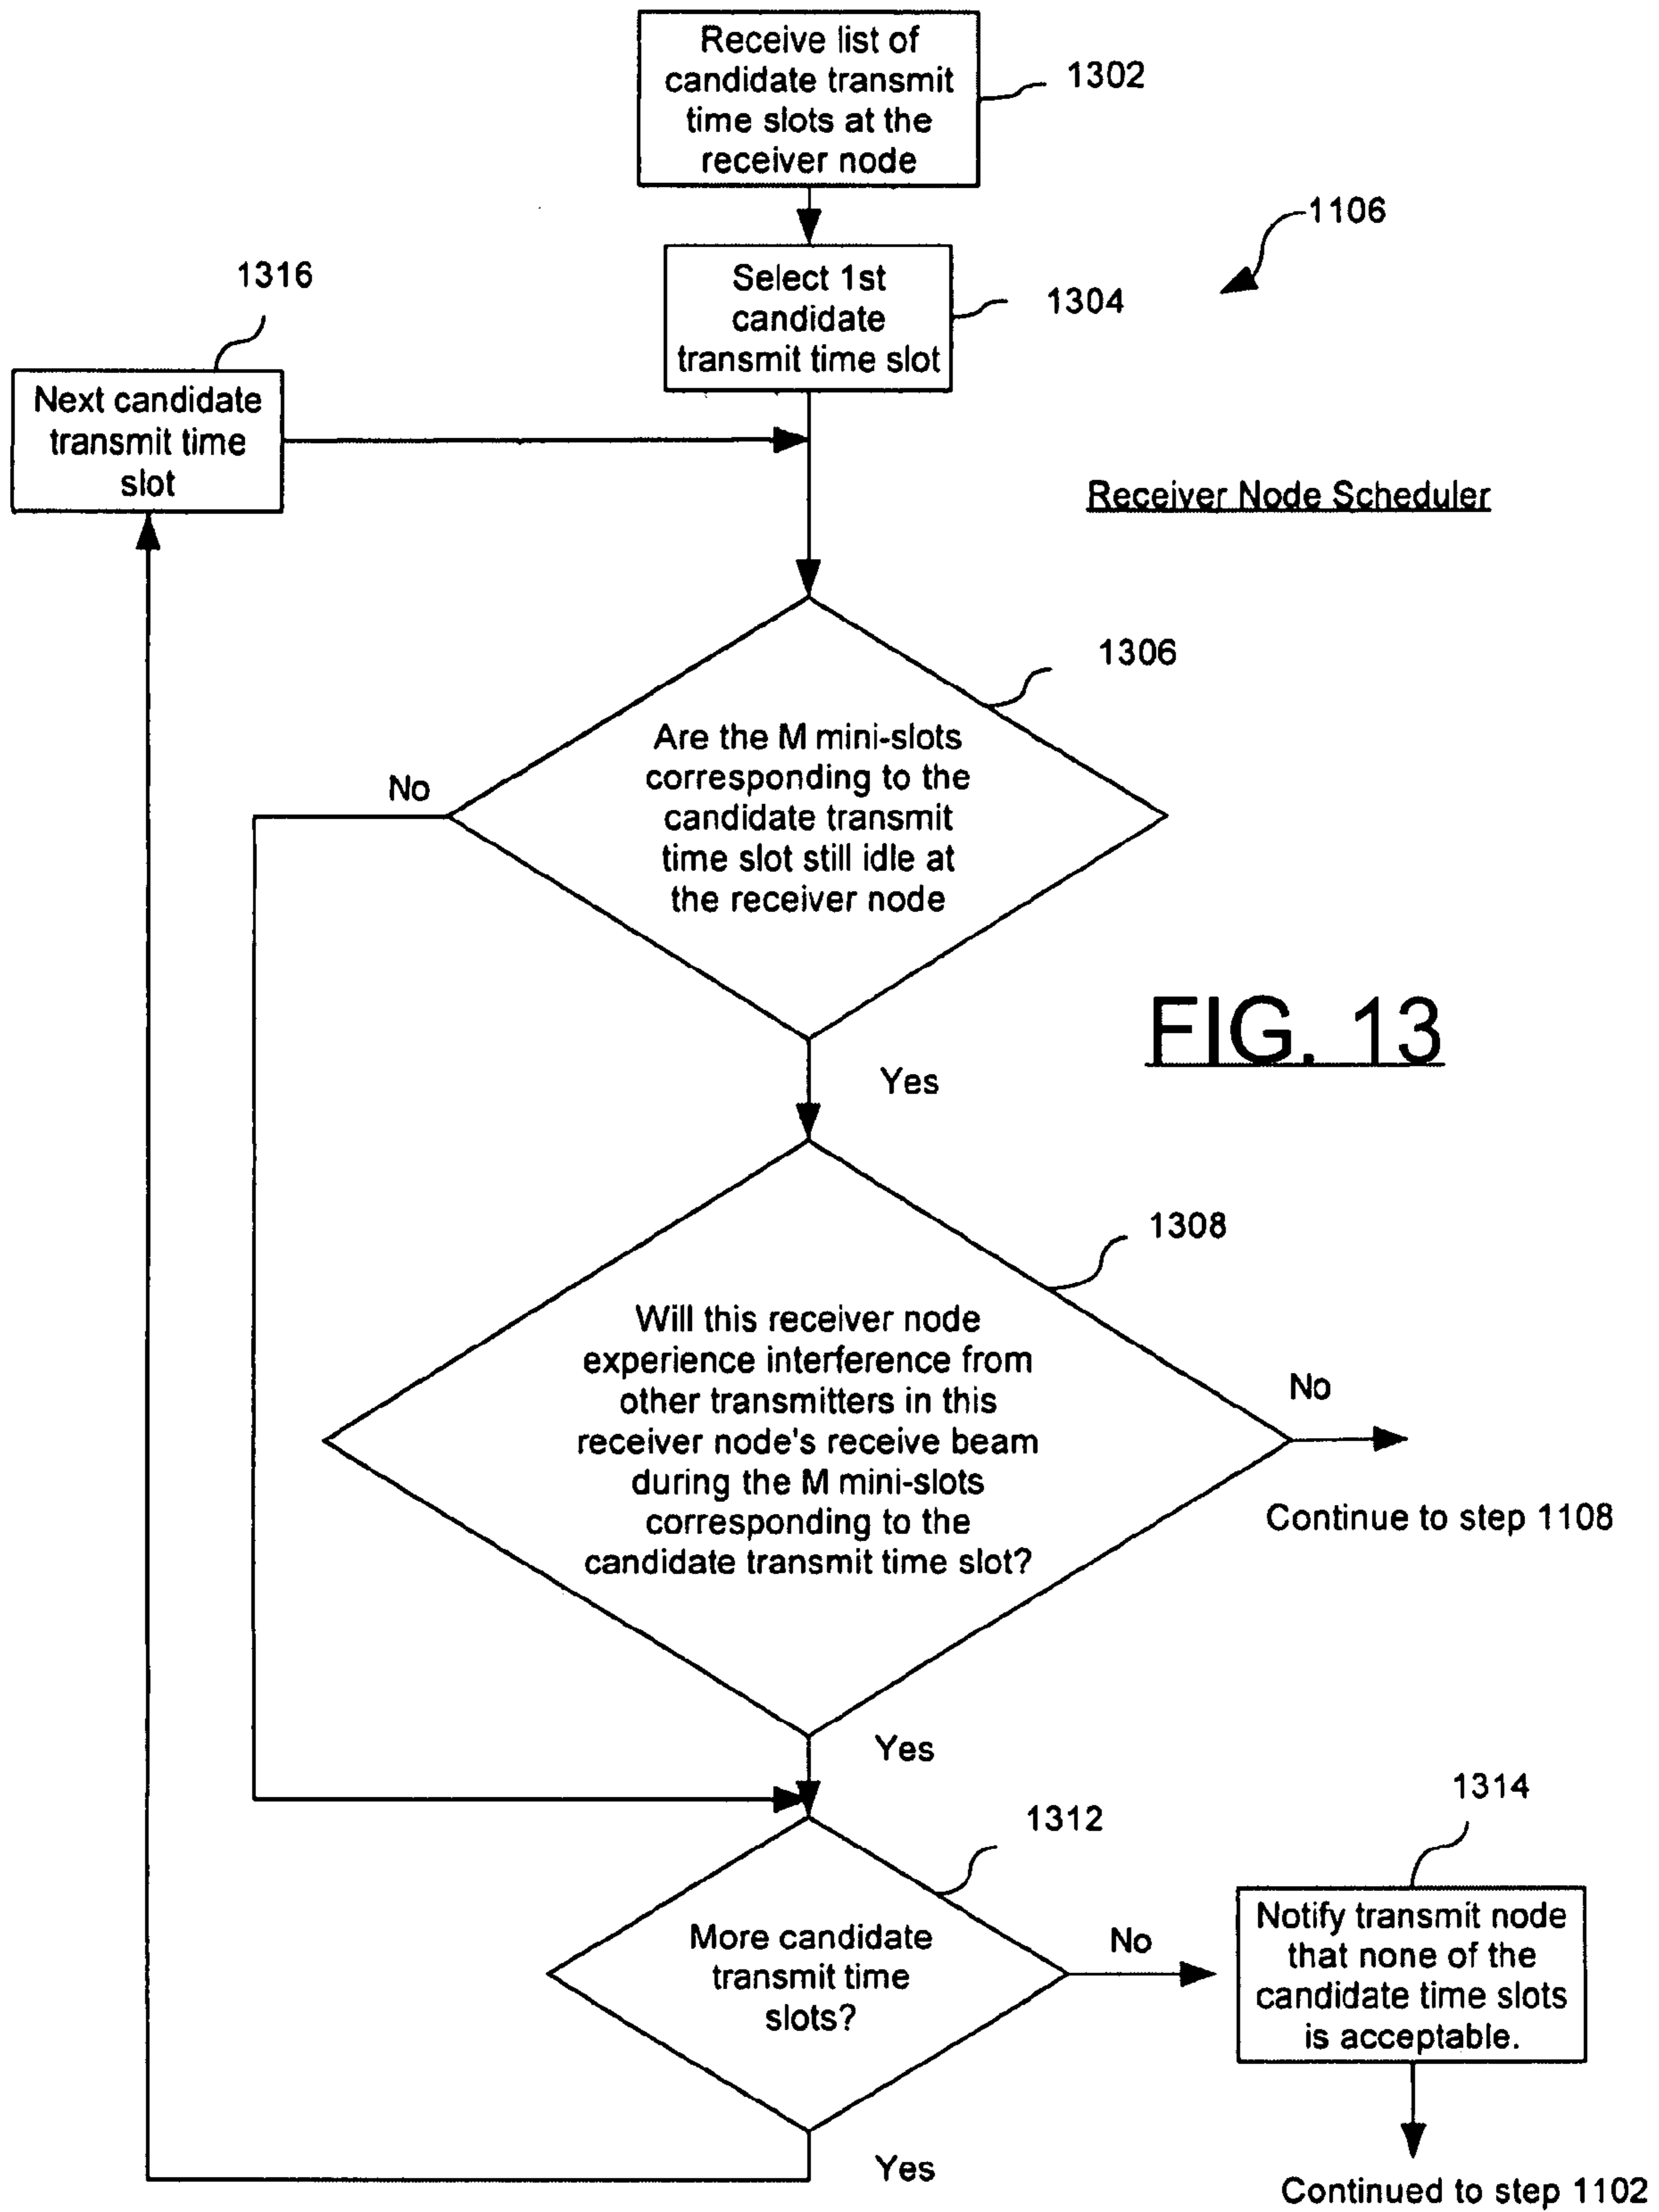 Receive list of
candidate transmit
time slots at the
receiver node
1302
1106
Select 1st
candidate
transmit time slot
1304
1316
Next candidate
transmit time
slot
Receiver Node Scheduler
1306
Are the M mini-slots
corresponding to the
candidate transmit
time slot still idle at
the receiver node
No
FIG. 13
Yes
1308
Will this receiver node
experience interference from
other transmitters in this
receiver node's receive beam
during the M mini-slots
corresponding to the
candidate transmit time slot?
No
Continue to step 1108
Yes
1312
1314
More candidate
transmit time
slots?
No
Notify transmit node
that none of the
candidate time slots
is acceptable.
Yes
Continued to step 1102